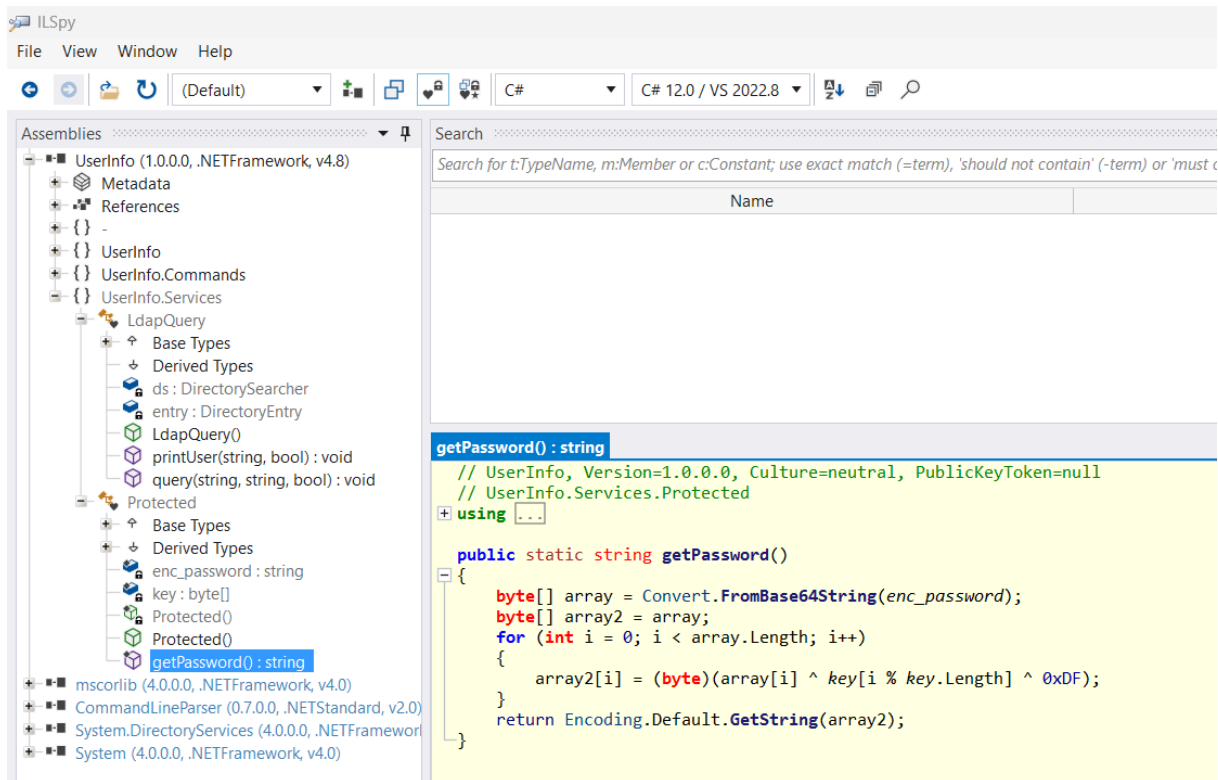 ILSpy
File View Window Help
(Default) C# C# 12.0 / VS 2022.8
Assemblies
UserInfo (1.0.0.0, .NETFramework, v4.8)
Metadata
References
{ } -
{ } UserInfo
{ } UserInfo.Commands
{ } UserInfo.Services
LdapQuery
Base Types
Derived Types
ds : DirectorySearcher
entry : DirectoryEntry
LdapQuery()
printUser(string, bool) : void
query(string, string, bool) : void
Protected
Base Types
Derived Types
enc_password : string
key : byte[]
Protected()
Protected()
getPassword() : string
mscorlib (4.0.0.0, .NETFramework, v4.0)
CommandLineParser (0.7.0.0, .NETStandard, v2.0)
System.DirectoryServices (4.0.0.0, .NETFramewor
System (4.0.0.0, .NETFramework, v4.0)
Search
Search for t:TypeName, m:Member or c:Constant; use exact match (=term), 'should not contain' (-term) or 'must
Name
getPassword() : string
// UserInfo, Version=1.0.0.0, Culture=neutral, PublicKeyToken=null
// UserInfo.Services.Protected
using ...
public static string getPassword()
{
byte[] array = Convert.FromBase64String(enc_password);
byte[] array2 = array;
for (int i = 0; i < array.Length; i++)
{
array2[i] = (byte)(array[i] ^ key[i % key.Length] ^ 0xDF);
}
return Encoding.Default.GetString(array2);
}